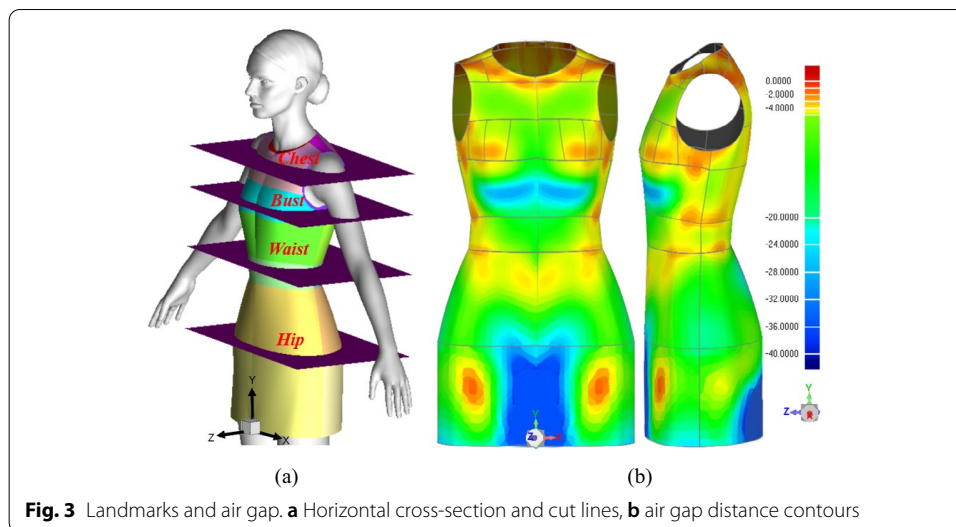 Chest
Bust
Waist
Hip
Y
Z
X
(a)
0.0000
-2.0000
-4.0000
-20.0000
-24.0000
-28.0000
-32.0000
-36.0000
-40.0000
Y
Z
X
Y
Z
X
(b)
Fig. 3 Landmarks and air gap. a Horizontal cross-section and cut lines, b air gap distance contours